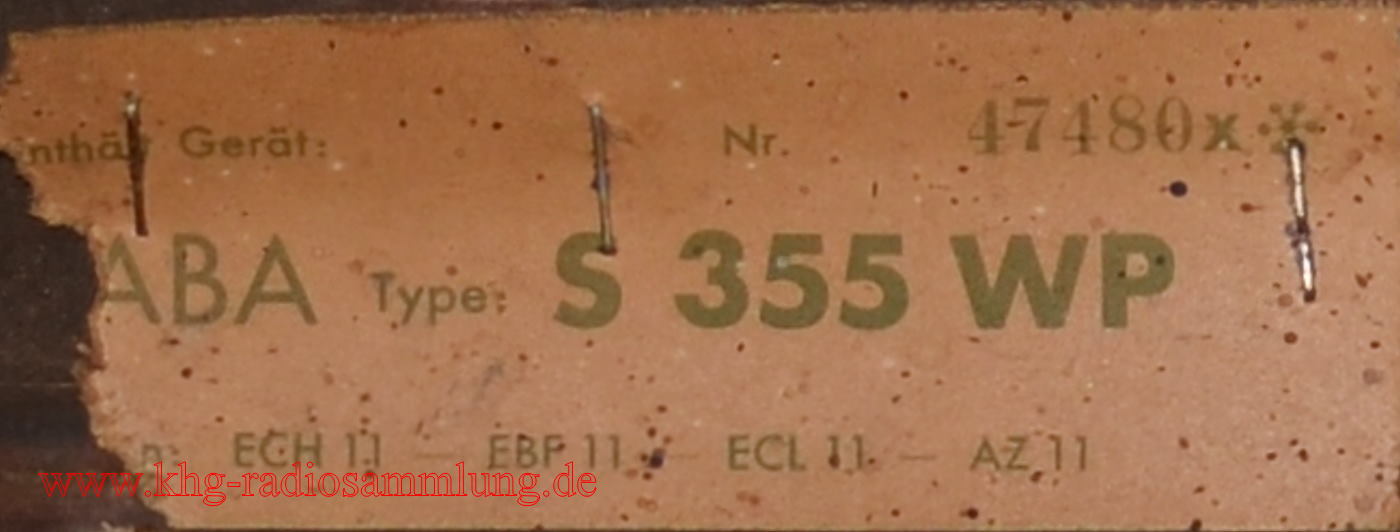 nthält Gerät: Nr. 47480x*
ABA Type: S 355 WP
n: ECH 11 — EBF 11 — ECL 11 — AZ 11
www.khg-radiosammlung.de